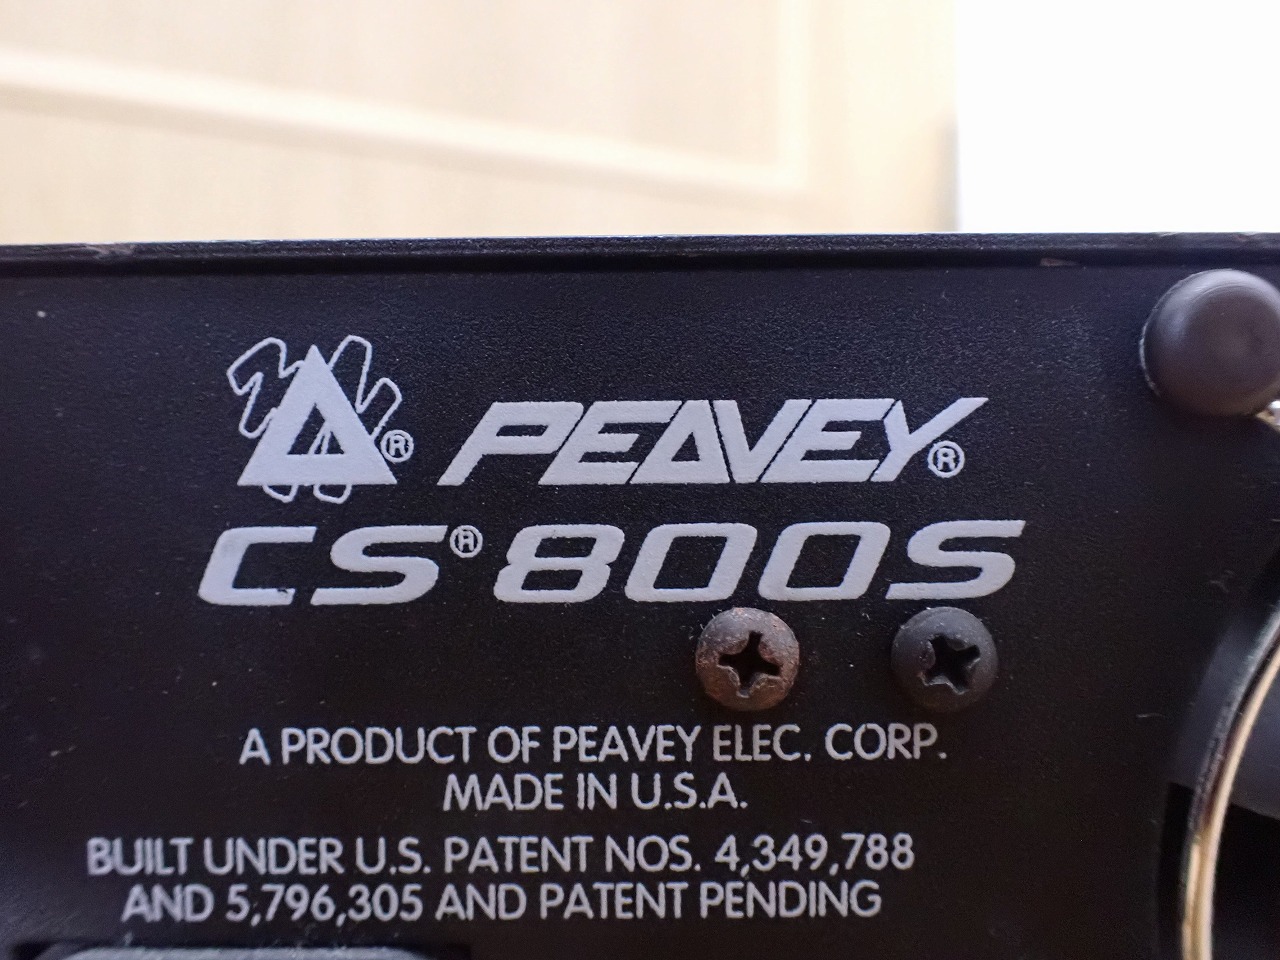 ® PEAVEY®
CS® 800S
A PRODUCT OF PEAVEY ELEC. CORP.
MADE IN U.S.A.
BUILT UNDER U.S. PATENT NOS. 4,349,788
AND 5,796,305 AND PATENT PENDING